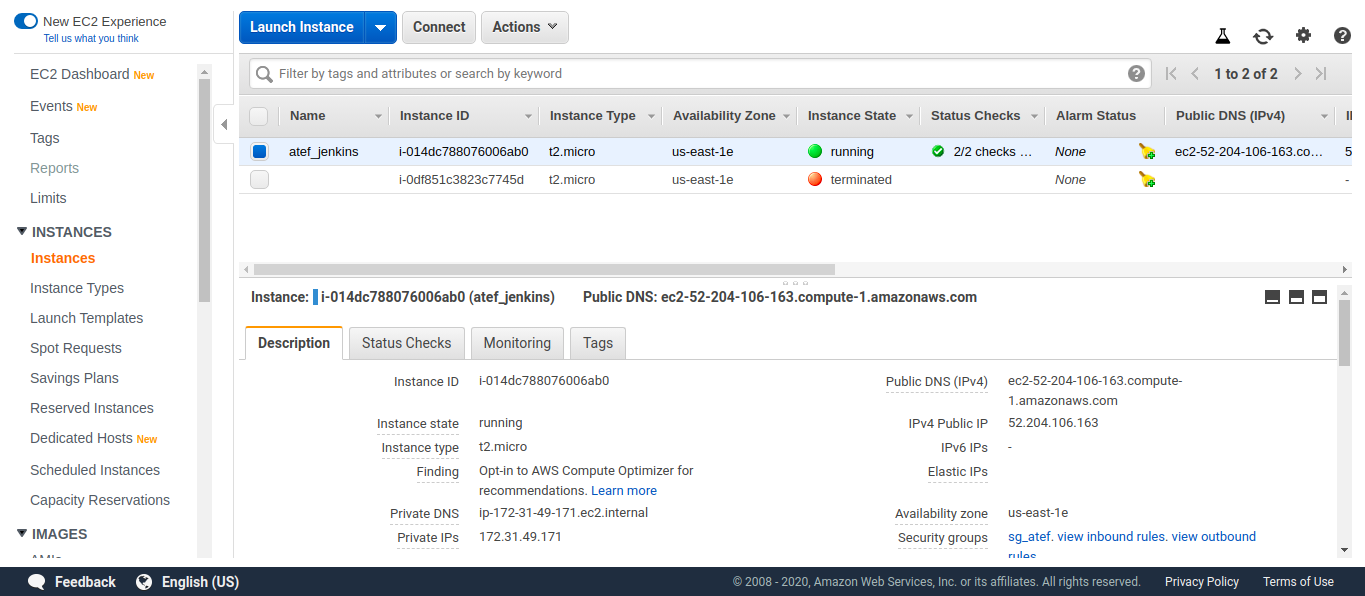 New EC2 Experience
Tell us what you think
EC2 Dashboard New
Events New
Tags
Reports
Limits
INSTANCES
Instances
Instance Types
Launch Templates
Spot Requests
Savings Plans
Reserved Instances
Dedicated Hosts New
Scheduled Instances
Capacity Reservations
IMAGES
Launch Instance Connect Actions
Filter by tags and attributes or search by keyword
1 to 2 of 2
Name Instance ID Instance Type Availability Zone Instance State Status Checks Alarm Status Public DNS (IPv4)
atef_jenkins i-014dc788076006ab0 t2.micro us-east-1e running 2/2 checks ... None ec2-52-204-106-163.co... 5
i-0df851c3823c7745d t2.micro us-east-1e terminated None -
Instance: i-014dc788076006ab0 (atef_jenkins) Public DNS: ec2-52-204-106-163.compute-1.amazonaws.com
Description Status Checks Monitoring Tags
Instance ID i-014dc788076006ab0
Public DNS (IPv4) ec2-52-204-106-163.compute-
1.amazonaws.com
Instance state running
IPv4 Public IP 52.204.106.163
Instance type t2.micro
IPv6 IPs -
Finding Opt-in to AWS Compute Optimizer for
recommendations. Learn more
Elastic IPs
Private DNS ip-172-31-49-171.ec2.internal
Availability zone us-east-1e
Private IPs 172.31.49.171
Security groups sg_atef. view inbound rules. view outbound
rules
Feedback English (US)
© 2008 - 2020, Amazon Web Services, Inc. or its affiliates. All rights reserved. Privacy Policy Terms of Use